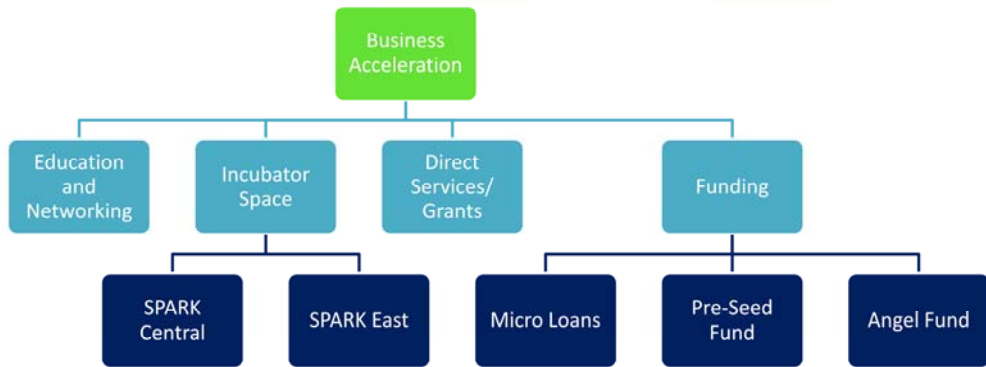 Business
Acceleration
Education
and
Networking
Incubator
Space
Direct
Services/
Grants
Funding
SPARK
Central
SPARK East
Micro Loans
Pre-Seed
Fund
Angel Fund